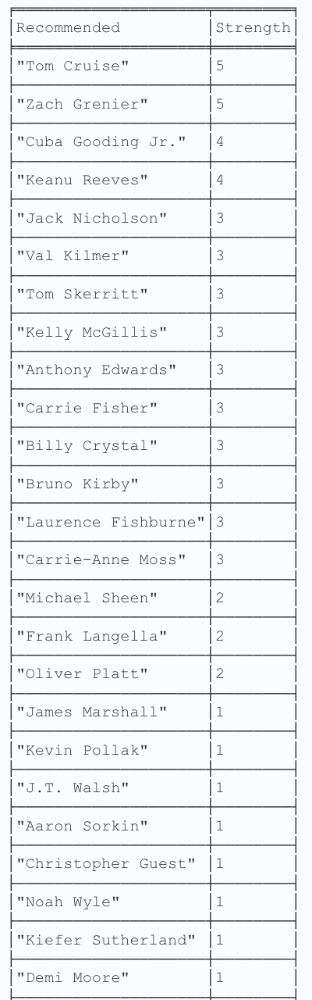 Recommended Strength
"Tom Cruise" 5
"Zach Grenier" 5
"Cuba Gooding Jr." 4
"Keanu Reeves" 4
"Jack Nicholson" 3
"Val Kilmer" 3
"Tom Skerritt" 3
"Kelly McGillis" 3
"Anthony Edwards" 3
"Carrie Fisher" 3
"Billy Crystal" 3
"Bruno Kirby" 3
"Laurence Fishburne" 3
"Carrie-Anne Moss" 3
"Michael Sheen" 2
"Frank Langella" 2
"Oliver Platt" 2
"James Marshall" 1
"Kevin Pollak" 1
"J.T. Walsh" 1
"Aaron Sorkin" 1
"Christopher Guest" 1
"Noah Wyle" 1
"Kiefer Sutherland" 1
"Demi Moore" 1